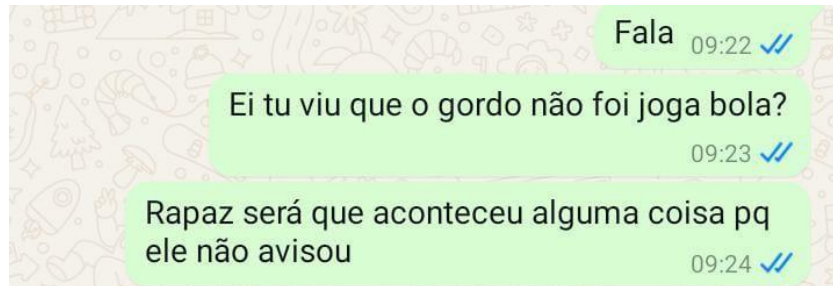 Fala 09:22
Ei tu viu que o gordo não foi joga bola?
09:23
Rapaz será que aconteceu alguma coisa pq
ele não avisou 09:24